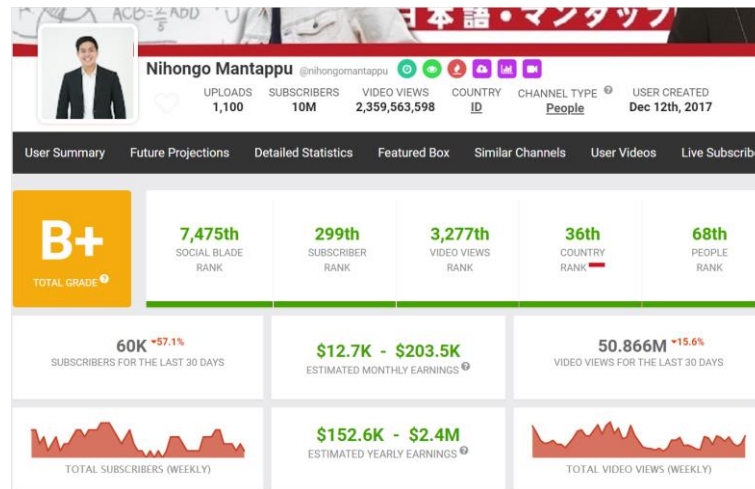 日本語・マンタップ
Nihongo Mantappu @nihongomantappu
UPLOADS SUBSCRIBERS VIDEO VIEWS COUNTRY CHANNEL TYPE USER CREATED
1,100 10M 2,359,563,598 ID People Dec 12th, 2017
User Summary Future Projections Detailed Statistics Featured Box Similar Channels User Videos Live Subscrib
B+
TOTAL GRADE
7,475th 299th 3,277th 36th 68th
SOCIAL BLADE SUBSCRIBER VIDEO VIEWS COUNTRY PEOPLE
RANK RANK RANK RANK RANK
60K 57.1%
SUBSCRIBERS FOR THE LAST 30 DAYS
$12.7K - $203.5K
ESTIMATED MONTHLY EARNINGS
50.866M 15.6%
VIDEO VIEWS FOR THE LAST 30 DAYS
TOTAL SUBSCRIBERS (WEEKLY)
$152.6K - $2.4M
ESTIMATED YEARLY EARNINGS
TOTAL VIDEO VIEWS (WEEKLY)